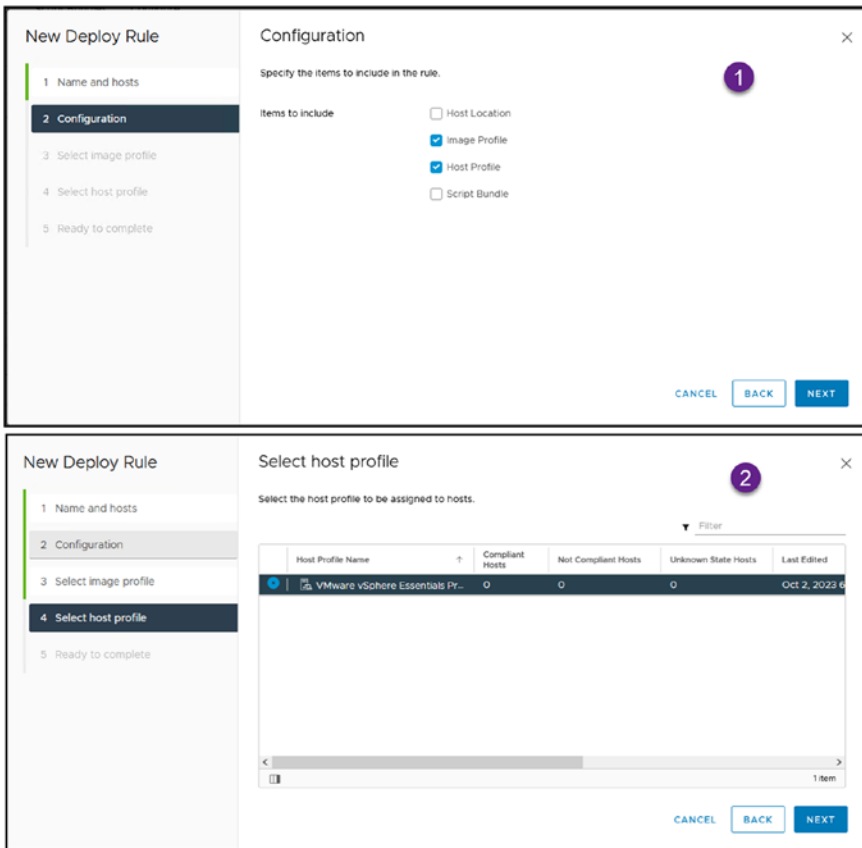 New Deploy Rule
1 Name and hosts
2 Configuration
3 Select image profile
4 Select host profile
5 Ready to complete
Configuration
Specify the items to include in the rule.
Items to include
Host Location
Image Profile
Host Profile
Script Bundle
1
CANCEL BACK NEXT
New Deploy Rule
1 Name and hosts
2 Configuration
3 Select image profile
4 Select host profile
5 Ready to complete
Select host profile
Select the host profile to be assigned to hosts.
2
Filter
Host Profile Name Compliant Hosts Not Compliant Hosts Unknown State Hosts Last Edited
VMware vSphere Essentials Pr... 0 0 0 Oct 2, 2023 6
1 item
CANCEL BACK NEXT